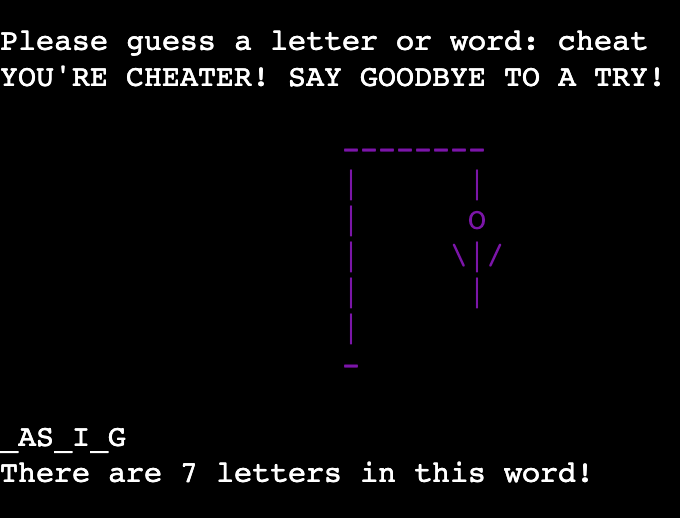 Please guess a letter or word: cheat
YOU'RE CHEATER! SAY GOODBYE TO A TRY!
--------
|      |
|      O
|     \|/
|      |
|
-
_AS_I_G
There are 7 letters in this word!